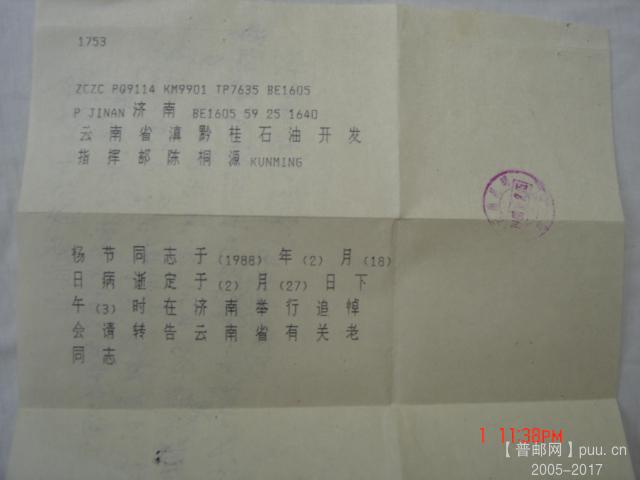 1753
ZCZC PQ9114 KM9901 TP7635 BE1605
P JINAN 济南 BE1605 59 25 1640
云南省滇黔桂石油开发
指挥部陈桐源 KUNMING
杨节同志于(1988)年(2)月(18)
日病逝定于(2)月(27)日下
午(3)时在济南举行追悼
会请转告云南省有关老
同志
1 11:38PM
【普邮网】puu.cn
2005-2017